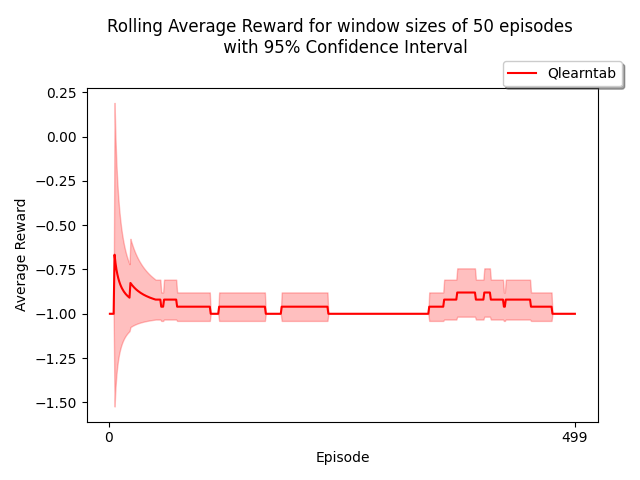 Rolling Average Reward for window sizes of 50 episodes
with 95% Confidence Interval
Qlearntab
0.25
0.00
−0.25
−0.50
−0.75
−1.00
−1.25
−1.50
Average Reward
0 499
Episode